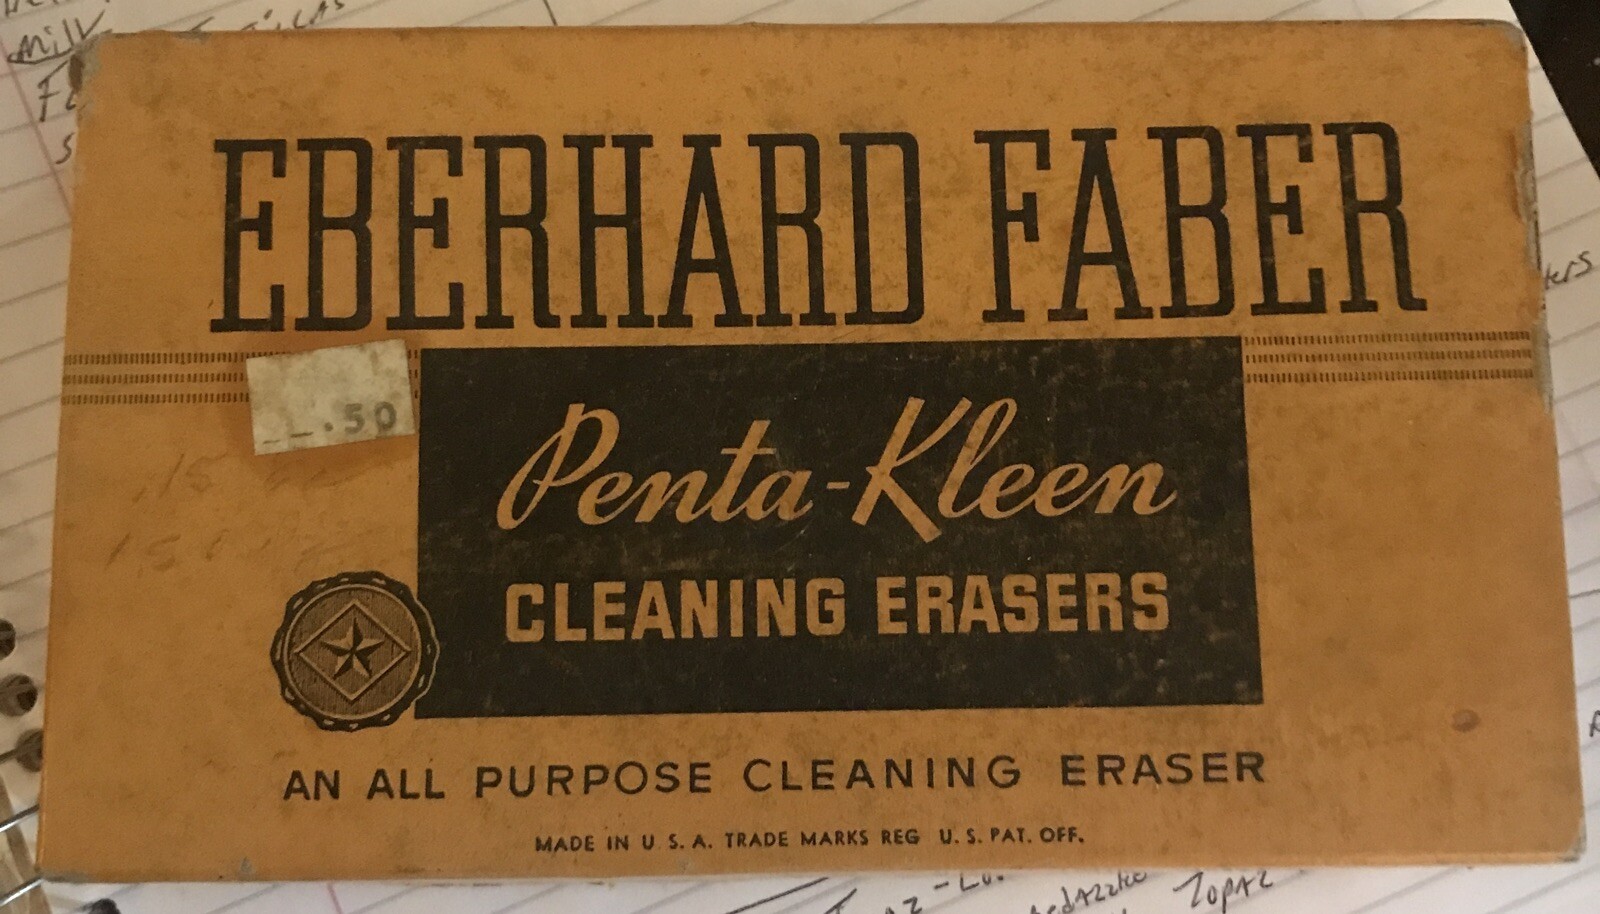 Milk
EBERHARD FABER
.50
Penta-Kleen
CLEANING ERASERS
AN ALL PURPOSE CLEANING ERASER
MADE IN U.S.A. TRADE MARKS REG U.S. PAT. OFF.
Topaz